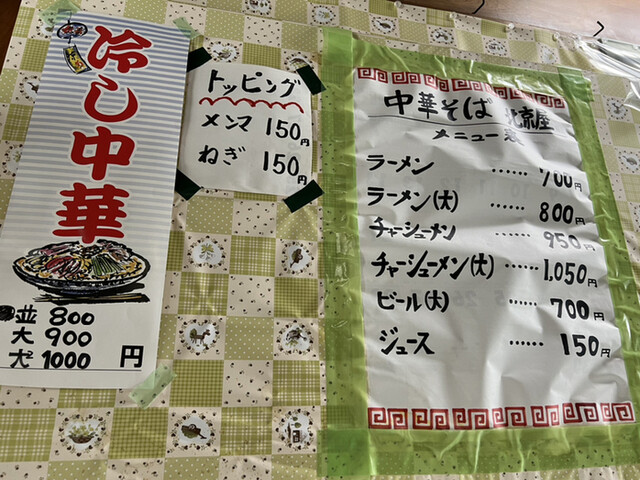 冷し中華
並 800
大 900
大 1000 円
トッピング
メンマ 150円
ねぎ 150円
中華そば 北京屋
メニュー表
ラーメン ...... 700円
ラーメン(大) ...... 800円
チャーシューメン 950円
チャーシューメン(大) ...... 1,050円
ビール(大) ...... 700円
ジュース ...... 150円